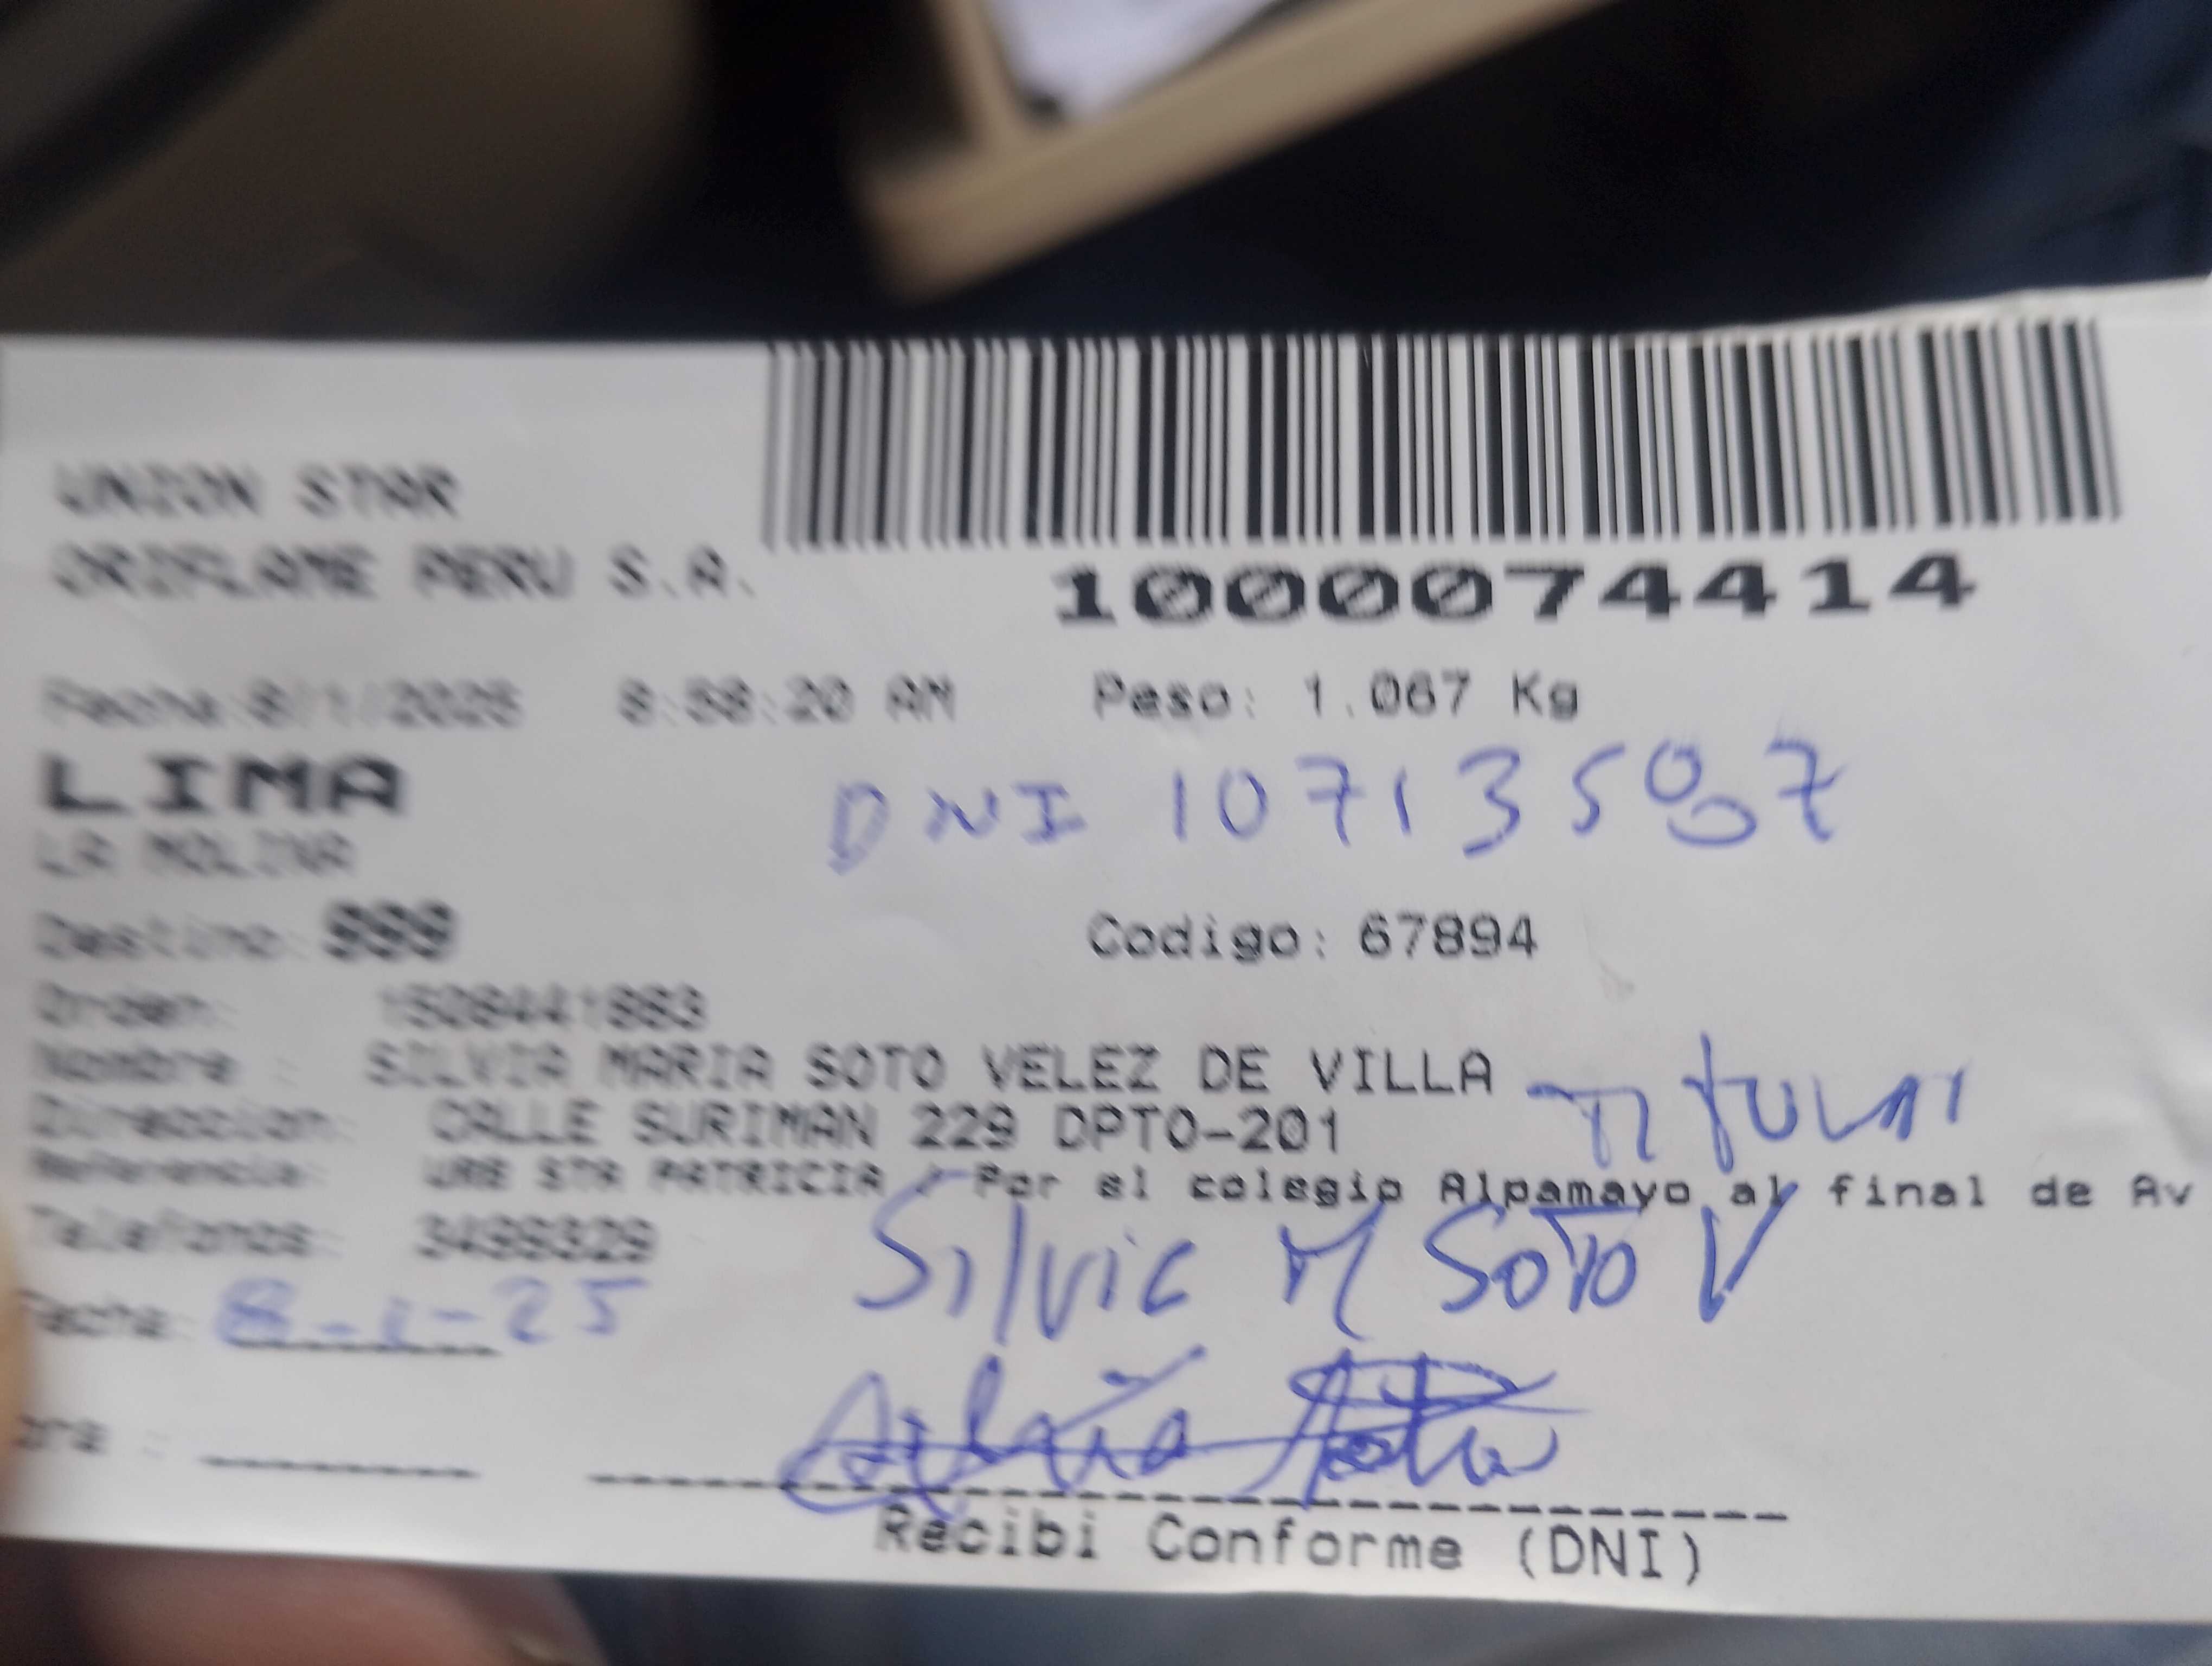 UNION STAR
ORIFLAME PERU S.A.
1000074414
Fecha:8/1/2025 8:58:20 AM Peso: 1.067 Kg
LIMA
DNI 10713507
LA MOLINA
Destino: 999 Codigo: 67894
Orden: 1508441883
Nombre : SILVIA MARIA SOTO VELEZ DE VILLA
Titular
Direccion: CALLE SURIMAN 229 DPTO-201
Referencia: URB STA PATRICIA / Por el colegio Alpamayo al final de Av
Telefonos: 3499329
Silvia M Soto V
Fecha: 8-1-25
ora :
Recibi Conforme (DNI)